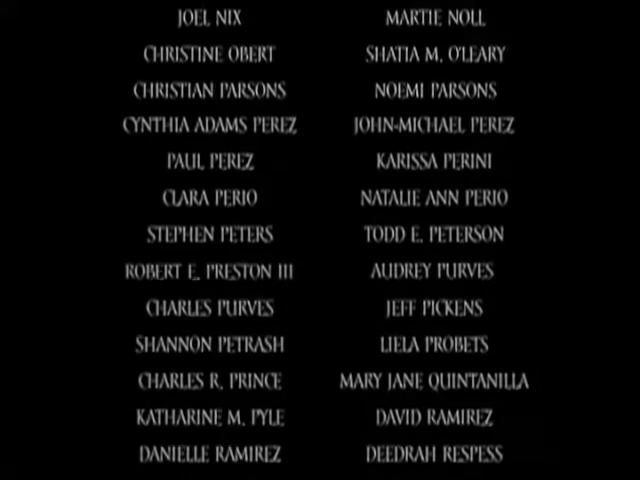 JOEL NIX MARTIE NOLL
CHRISTINE OBERT SHATIA M. O'LEARY
CHRISTIAN PARSONS NOEMI PARSONS
CYNTHIA ADAMS PEREZ JOHN-MICHAEL PEREZ
PAUL PEREZ KARISSA PERINI
CLARA PERIO NATALIE ANN PERIO
STEPHEN PETERS TODD E. PETERSON
ROBERT E. PRESTON III AUDREY PURVES
CHARLES PURVES JEFF PICKENS
SHANNON PETRASH LIELA PROBETS
CHARLES R. PRINCE MARY JANE QUINTANILLA
KATHARINE M. PYLE DAVID RAMIREZ
DANIELLE RAMIREZ DEEDRAH RESPESS